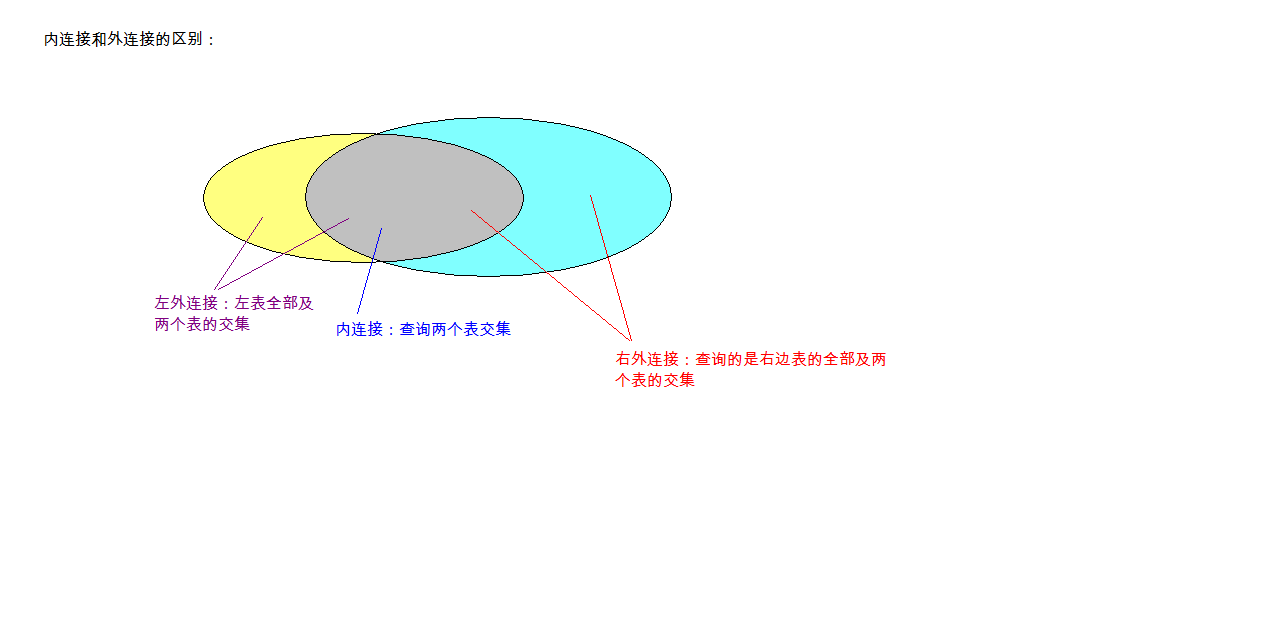 内连接和外连接的区别：
左外连接：左表全部及
两个表的交集
内连接：查询两个表交集
右外连接：查询的是右边表的全部及两
个表的交集